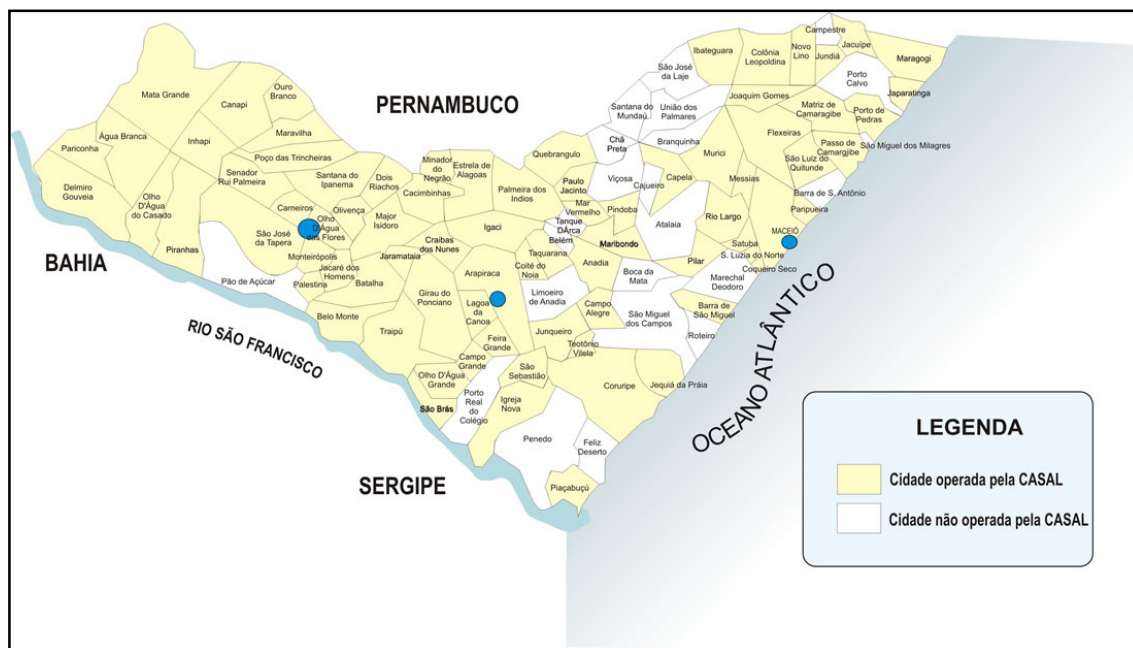 Campestre
Ibateguara
Colônia
Leopoldina
Novo
Lino
Jundiá
Jacuípe
Maragogi
São José
da Laje
Porto
Calvo
Japaratinga
Mata Grande
Canapi
Ouro
Branco
PERNAMBUCO
Santana do
Mundaú
União dos
Palmares
Joaquim Gomes
Matriz de
Camaragibe
Porto de
Pedras
Água Branca
Inhapi
Maravilha
Pariconha
Poço das Trincheiras
Quebrangulo
Chã
Preta
Branquinha
Murici
Flexeiras
Passo de
Camargjibe
São Miguel dos Milagres
Delmiro
Gouveia
Olho
D'Água
do Casado
Senador
Rui Palmeira
Santana do
Ipanema
Dois
Riachos
Minador
do
Negrão
Estrela de
Alagoas
Cacimbinhas
Palmeira dos
Indios
Paulo
Jacinto
Viçosa
Cajueiro
Capela
Messias
São Luiz do
Quitunde
Barra de S. Antônio
Carneiros
Olivença
Olho
D'Água
das Flores
Major
Isidoro
Igaci
Mar
Vermelho
Tanque
DÁrca
Belém
Pindoba
Atalaia
Rio Largo
Paripueira
MACEIÓ
BAHIA
Piranhas
São José
da Tapera
Monteirópolis
Jacaré dos
Homens
Jaramataia
Craibas
dos Nunes
Taquarana
Maribondo
Satuba
S. Luzia do Norte
Coqueiro Seco
Pão de Açúcar
Palestina
Batalha
Arapiraca
Coité do
Noia
Anadia
Boca da
Mata
Pilar
Marechal
Deodoro
RIO SÃO FRANCISCO
Belo Monte
Girau do
Ponciano
Lagoa
da
Canoa
Limoeiro
de Anadia
Campo
Alegre
São Miguel
dos Campos
Barra de
São Miguel
Roteiro
Traipú
Feira
Grande
Junqueiro
Teotônio
Vilela
Campo
Grande
Olho D'Água
Grande
São
Sebastião
Coruripe
Jequiá da Práia
São Brás
Porto
Real
do
Colégio
Igreja
Nova
Penedo
Feliz
Deserto
Piaçabuçú
SERGIPE
OCEANO ATLÂNTICO
LEGENDA
Cidade operada pela CASAL
Cidade não operada pela CASAL